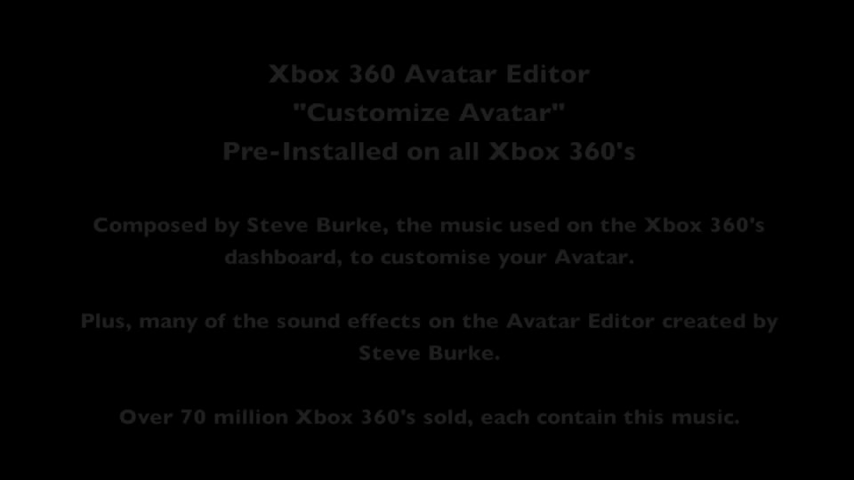 Xbox 360 Avatar Editor
"Customize Avatar"
Pre-Installed on all Xbox 360's
Composed by Steve Burke, the music used on the Xbox 360's
dashboard, to customise your Avatar.
Plus, many of the sound effects on the Avatar Editor created by
Steve Burke.
Over 70 million Xbox 360's sold, each contain this music.